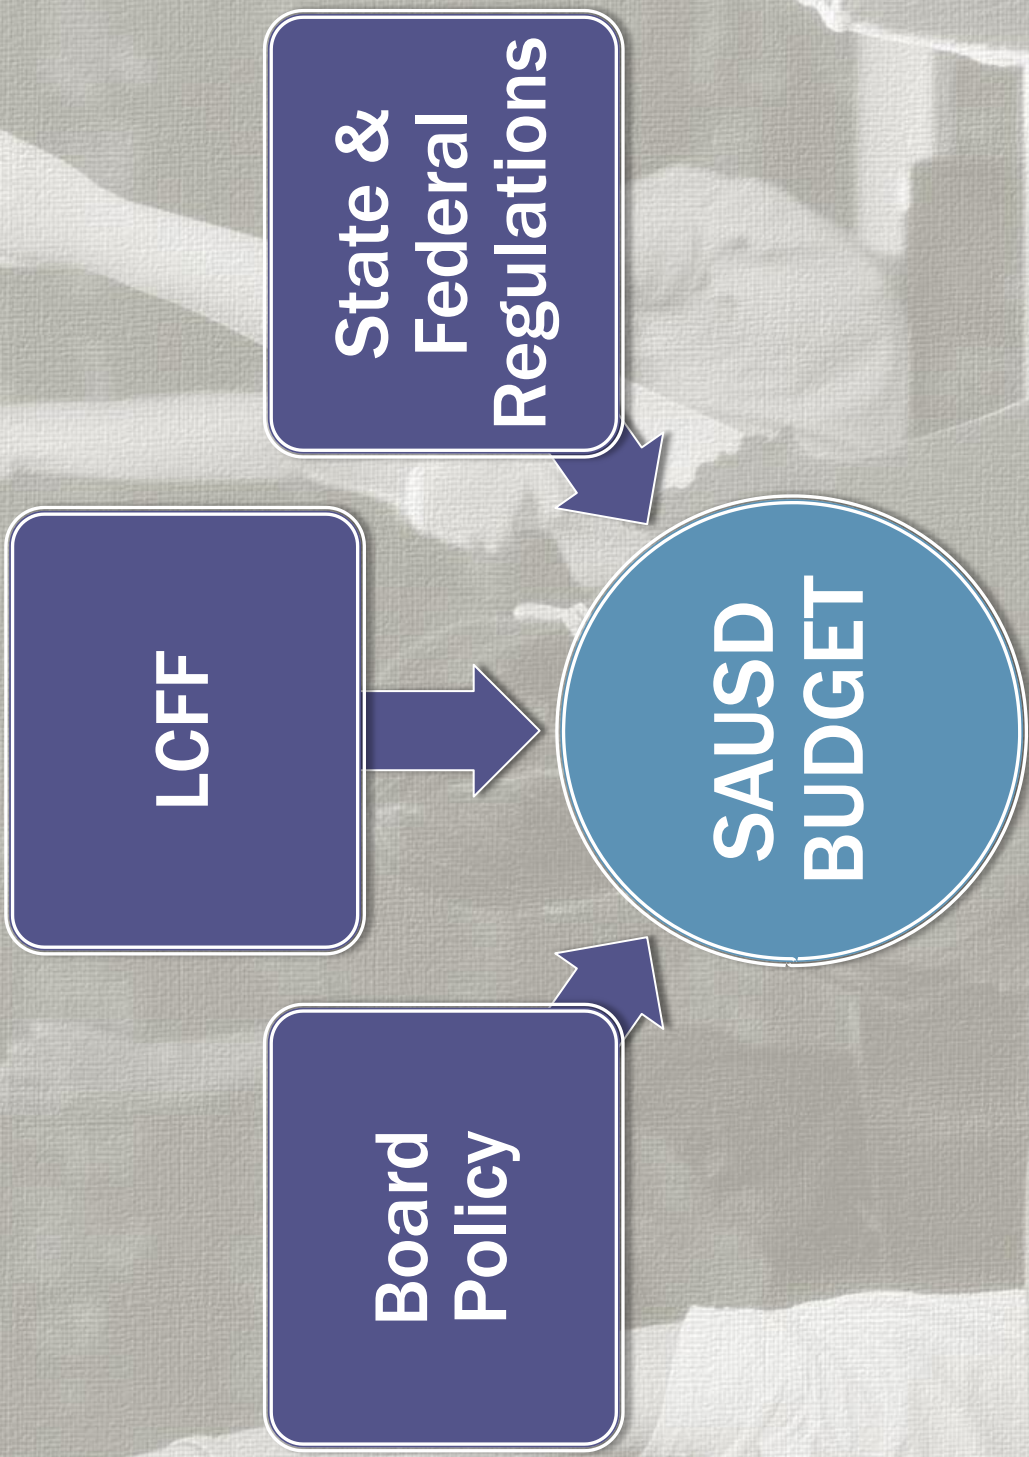 Board
Policy
LCFF
State &
Federal
Regulations
SAUSD
BUDGET